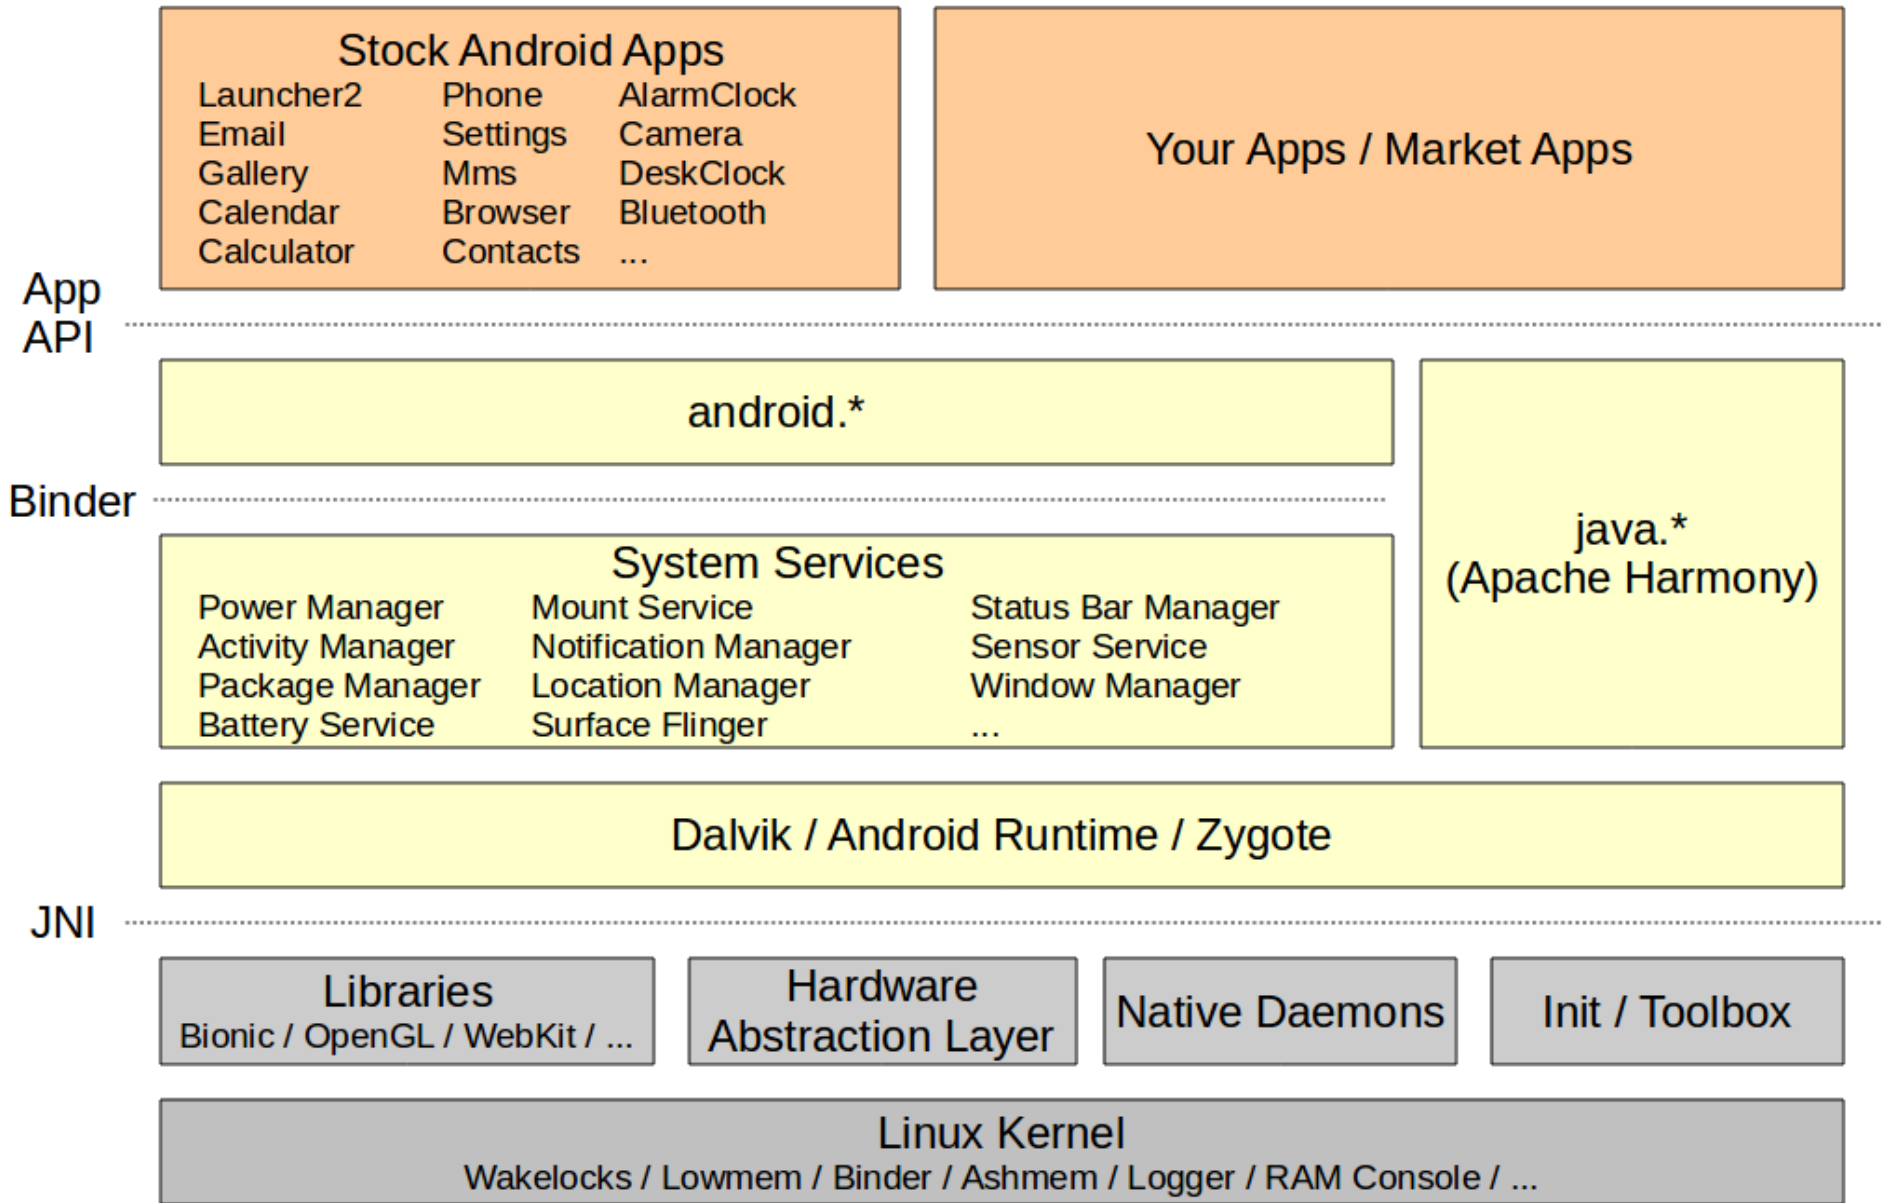 Stock Android Apps
Launcher2 Phone AlarmClock
Email Settings Camera
Gallery Mms DeskClock
Calendar Browser Bluetooth
Calculator Contacts ...
Your Apps / Market Apps
App
API
android.*
Binder
java.*
(Apache Harmony)
System Services
Power Manager Mount Service Status Bar Manager
Activity Manager Notification Manager Sensor Service
Package Manager Location Manager Window Manager
Battery Service Surface Flinger ...
Dalvik / Android Runtime / Zygote
JNI
Libraries
Bionic / OpenGL / WebKit / ...
Hardware
Abstraction Layer
Native Daemons
Init / Toolbox
Linux Kernel
Wakelocks / Lowmem / Binder / Ashmem / Logger / RAM Console / ...